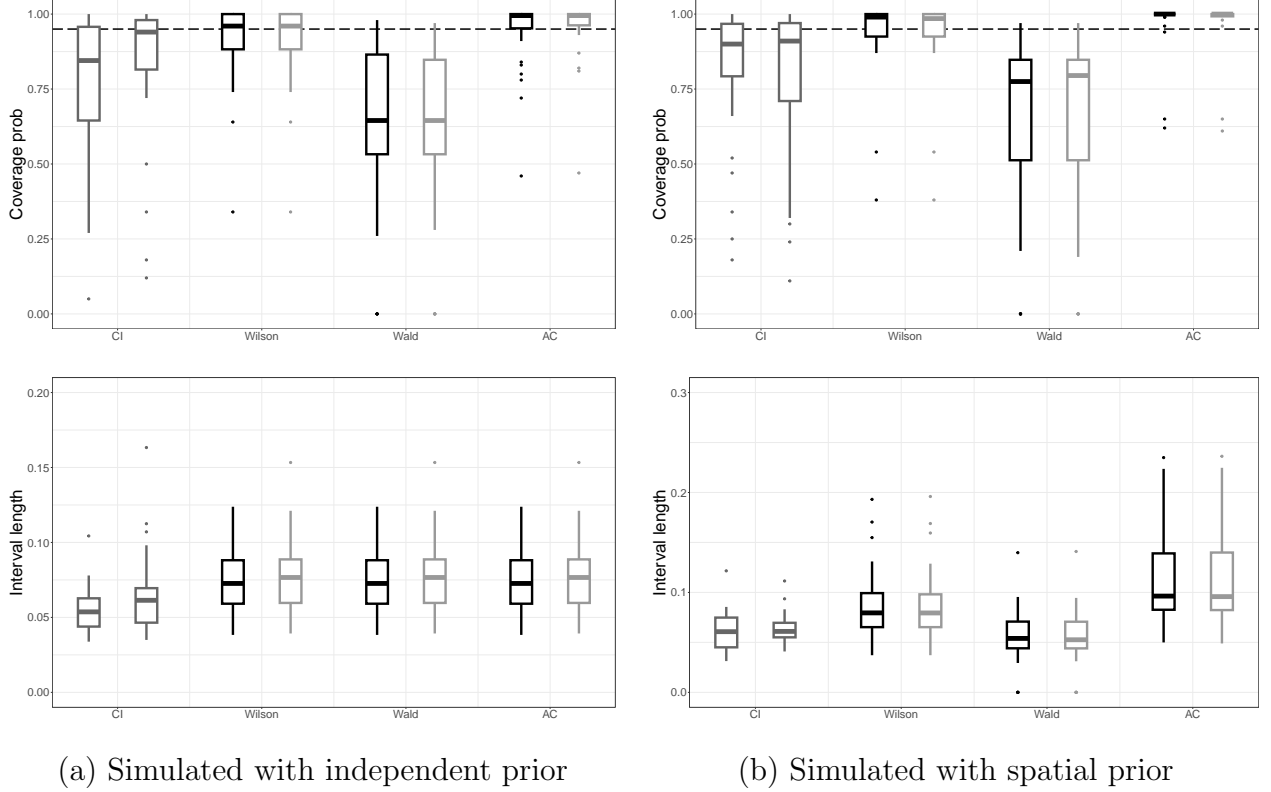 Coverage prob
1.00
0.75
0.50
0.25
0.00
CI Wilson Wald AC
Coverage prob
1.00
0.75
0.50
0.25
0.00
CI Wilson Wald AC
Interval length
0.20
0.15
0.10
0.05
0.00
CI Wilson Wald AC
Interval length
0.3
0.2
0.1
0.0
CI Wilson Wald AC
(a) Simulated with independent prior
(b) Simulated with spatial prior